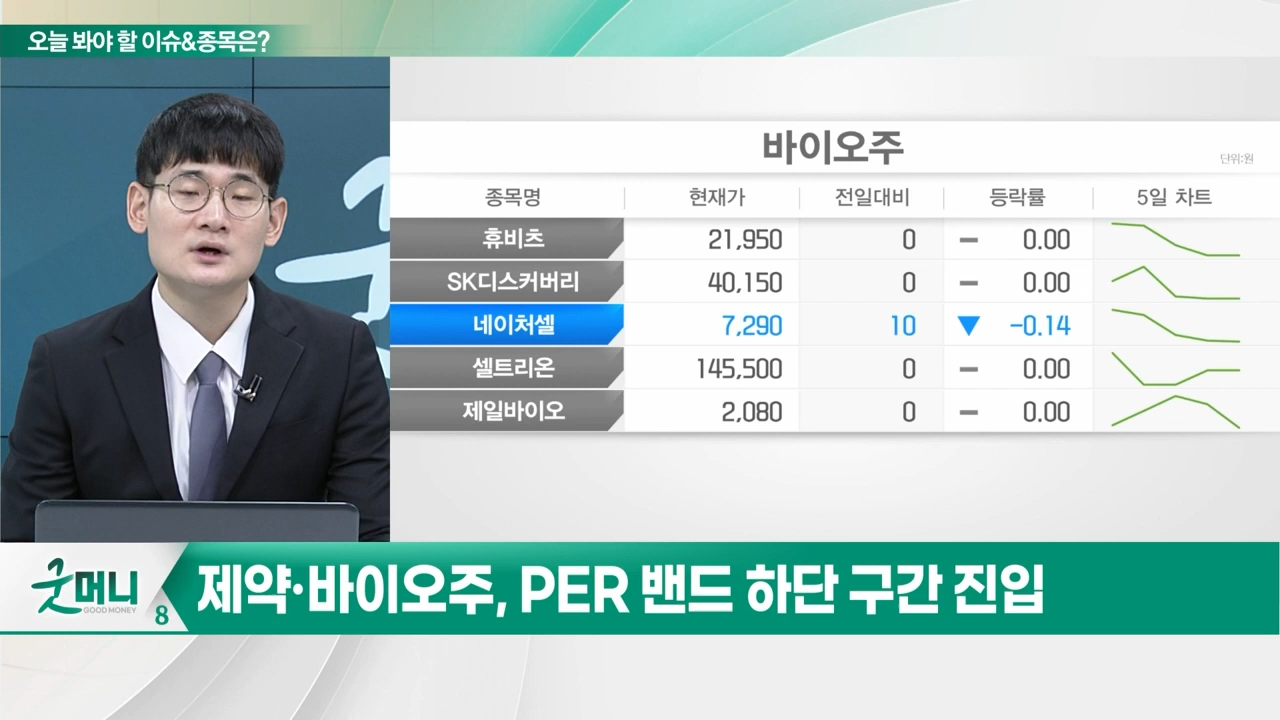 오늘 봐야 할 이슈&종목은?
바이오주
단위:원
종목명 현재가 전일대비 등락률 5일 차트
휴비츠 21,950 0 – 0.00
SK디스커버리 40,150 0 – 0.00
네이처셀 7,290 10 ▼ -0.14
셀트리온 145,500 0 – 0.00
제일바이오 2,080 0 – 0.00
굿머니
GOOD MONEY
8
제약·바이오주, PER 밴드 하단 구간 진입